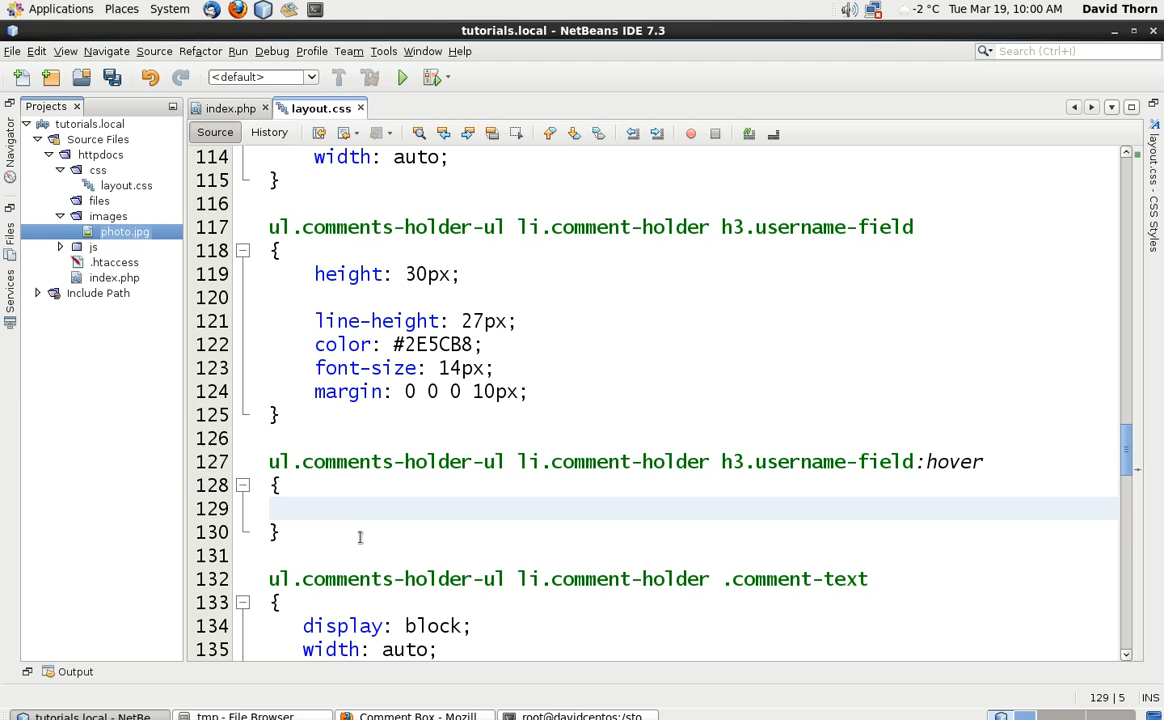 Applications Places System -2 °C Tue Mar 19, 10:00 AM David Thorn
tutorials.local - NetBeans IDE 7.3
File Edit View Navigate Source Refactor Run Debug Profile Team Tools Window Help Search (Ctrl+I)
<default>
Projects index.php layout.css
Source History
tutorials.local
Source Files
httpdocs
css
layout.css
files
images
photo.jpg
js
.htaccess
index.php
Include Path
Navigator
Files
Services
layout.css - CSS Styles
114 width: auto;
115 }
116
117 ul.comments-holder-ul li.comment-holder h3.username-field
118 {
119 height: 30px;
120
121 line-height: 27px;
122 color: #2E5CB8;
123 font-size: 14px;
124 margin: 0 0 0 10px;
125 }
126
127 ul.comments-holder-ul li.comment-holder h3.username-field:hover
128 {
129
130 }
131
132 ul.comments-holder-ul li.comment-holder .comment-text
133 {
134 display: block;
135 width: auto;
Output
129 | 5 INS
tutorials.local - NetBe... tmp - File Browser Comment Box - Mozill... root@davidcentos:/sto...